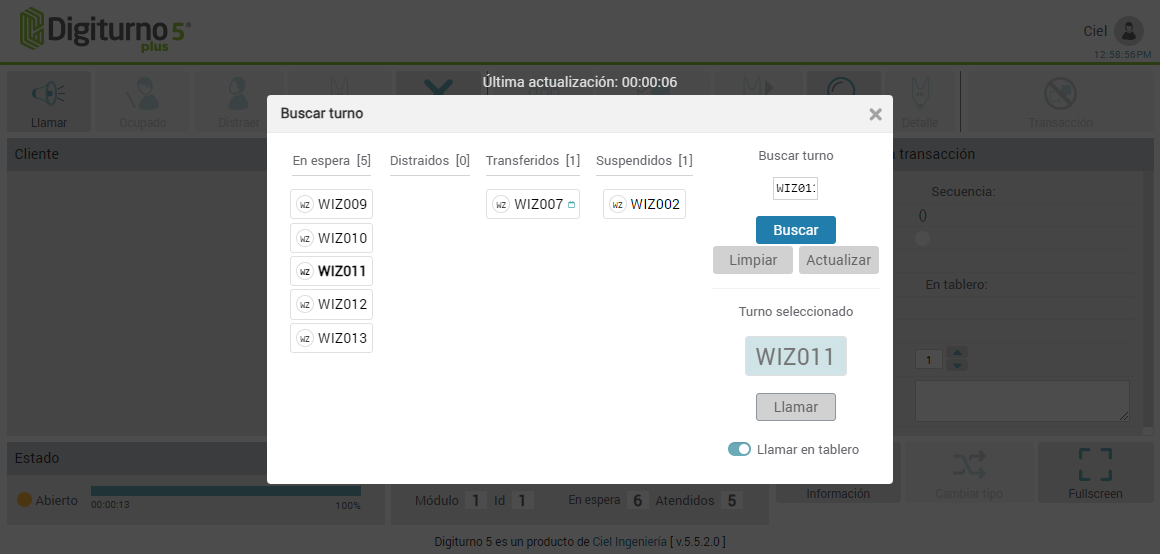 Digiturno 5®
plus
Ciel
12:58:56PM
Última actualización: 00:00:06
Llamar
Ocupado
Distraer
Detalle
Transacción
Cliente
transacción
Secuencia:
()
En tablero:
1
Buscar turno
En espera [5]
Distraidos [0]
Transferidos [1]
Suspendidos [1]
WZ WIZ009
WZ WIZ010
WZ WIZ011
WZ WIZ012
WZ WIZ013
WZ WIZ007
WZ WIZ002
Buscar turno
WIZ01
Buscar
Limpiar
Actualizar
Turno seleccionado
WIZ011
Llamar
Llamar en tablero
Estado
Abierto
00:00:13
100%
Módulo 1 Id 1
En espera 6 Atendidos 5
Información
Cambiar tipo
Fullscreen
Digiturno 5 es un producto de Ciel Ingeniería [ v.5.5.2.0 ]